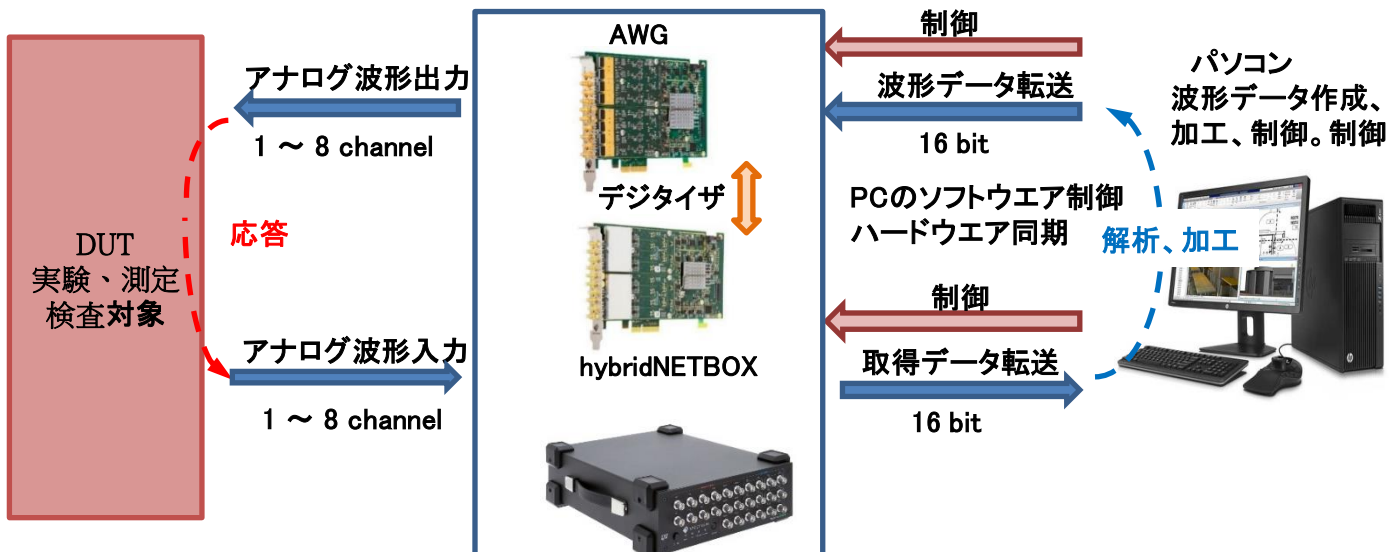 AWG
制御
アナログ波形出力
波形データ転送
パソコン
波形データ作成、
加工、制御。制御
1 ～ 8 channel
16 bit
デジタイザ
PCのソフトウエア制御
ハードウエア同期
応答
解析、加工
DUT
実験、測定
検査対象
制御
アナログ波形入力
hybridNETBOX
取得データ転送
1 ～ 8 channel
16 bit